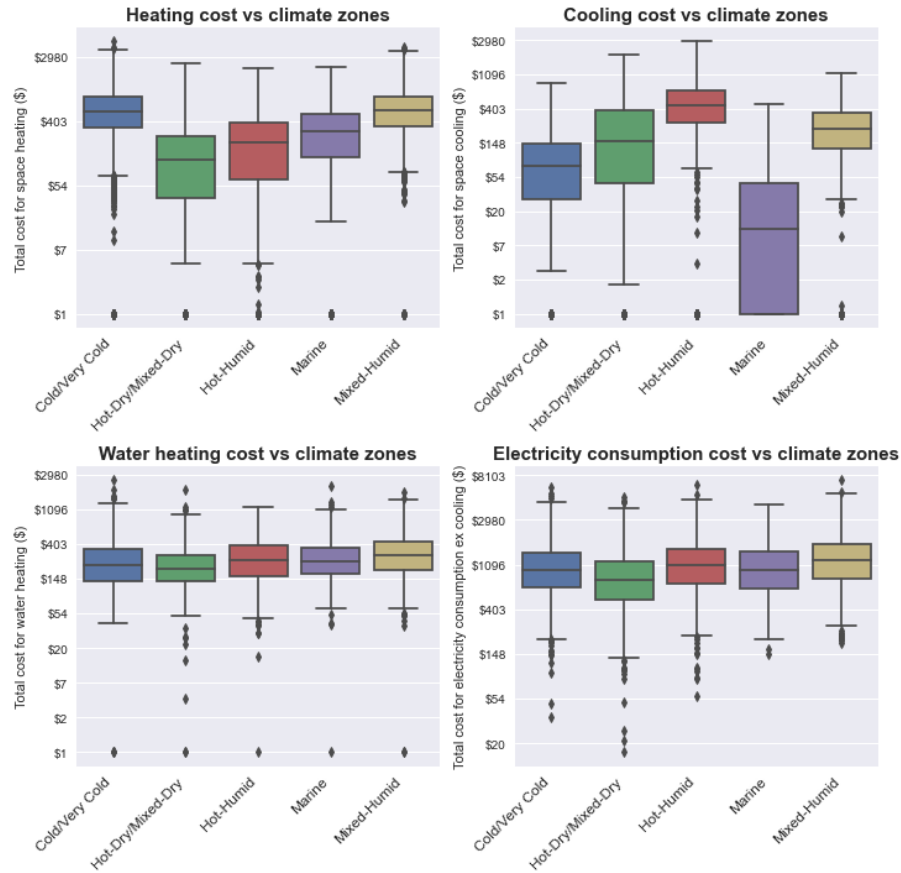 Heating cost vs climate zones
Total cost for space heating ($)
$2980
$403
$54
$7
$1
Cold/Very Cold
Hot-Dry/Mixed-Dry
Hot-Humid
Marine
Mixed-Humid
Cooling cost vs climate zones
Total cost for space cooling ($)
$2980
$1096
$403
$148
$54
$20
$7
$2
$1
Cold/Very Cold
Hot-Dry/Mixed-Dry
Hot-Humid
Marine
Mixed-Humid
Water heating cost vs climate zones
Total cost for water heating ($)
$2980
$1096
$403
$148
$54
$20
$7
$2
$1
Cold/Very Cold
Hot-Dry/Mixed-Dry
Hot-Humid
Marine
Mixed-Humid
Electricity consumption cost vs climate zones
Total cost for electricity consumption ex cooling ($)
$8103
$2980
$1096
$403
$148
$54
$20
Cold/Very Cold
Hot-Dry/Mixed-Dry
Hot-Humid
Marine
Mixed-Humid